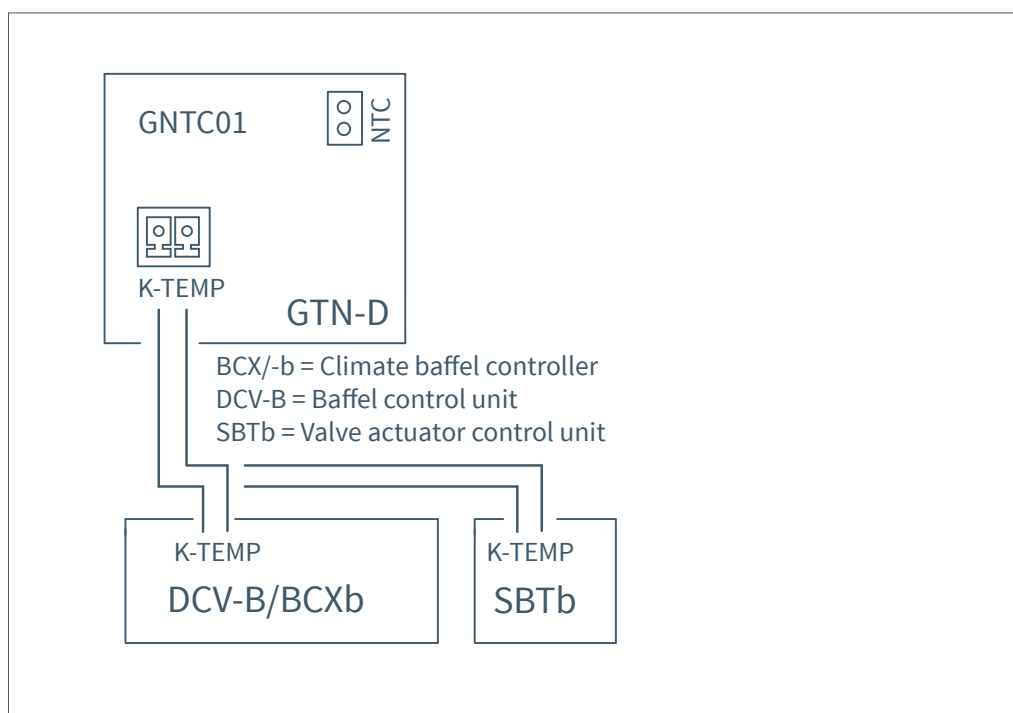 GNTC01
NTC
K-TEMP
GTN-D
BCX/-b = Climate baffel controller
DCV-B = Baffel control unit
SBTb = Valve actuator control unit
K-TEMP
DCV-B/BCXb
K-TEMP
SBTb